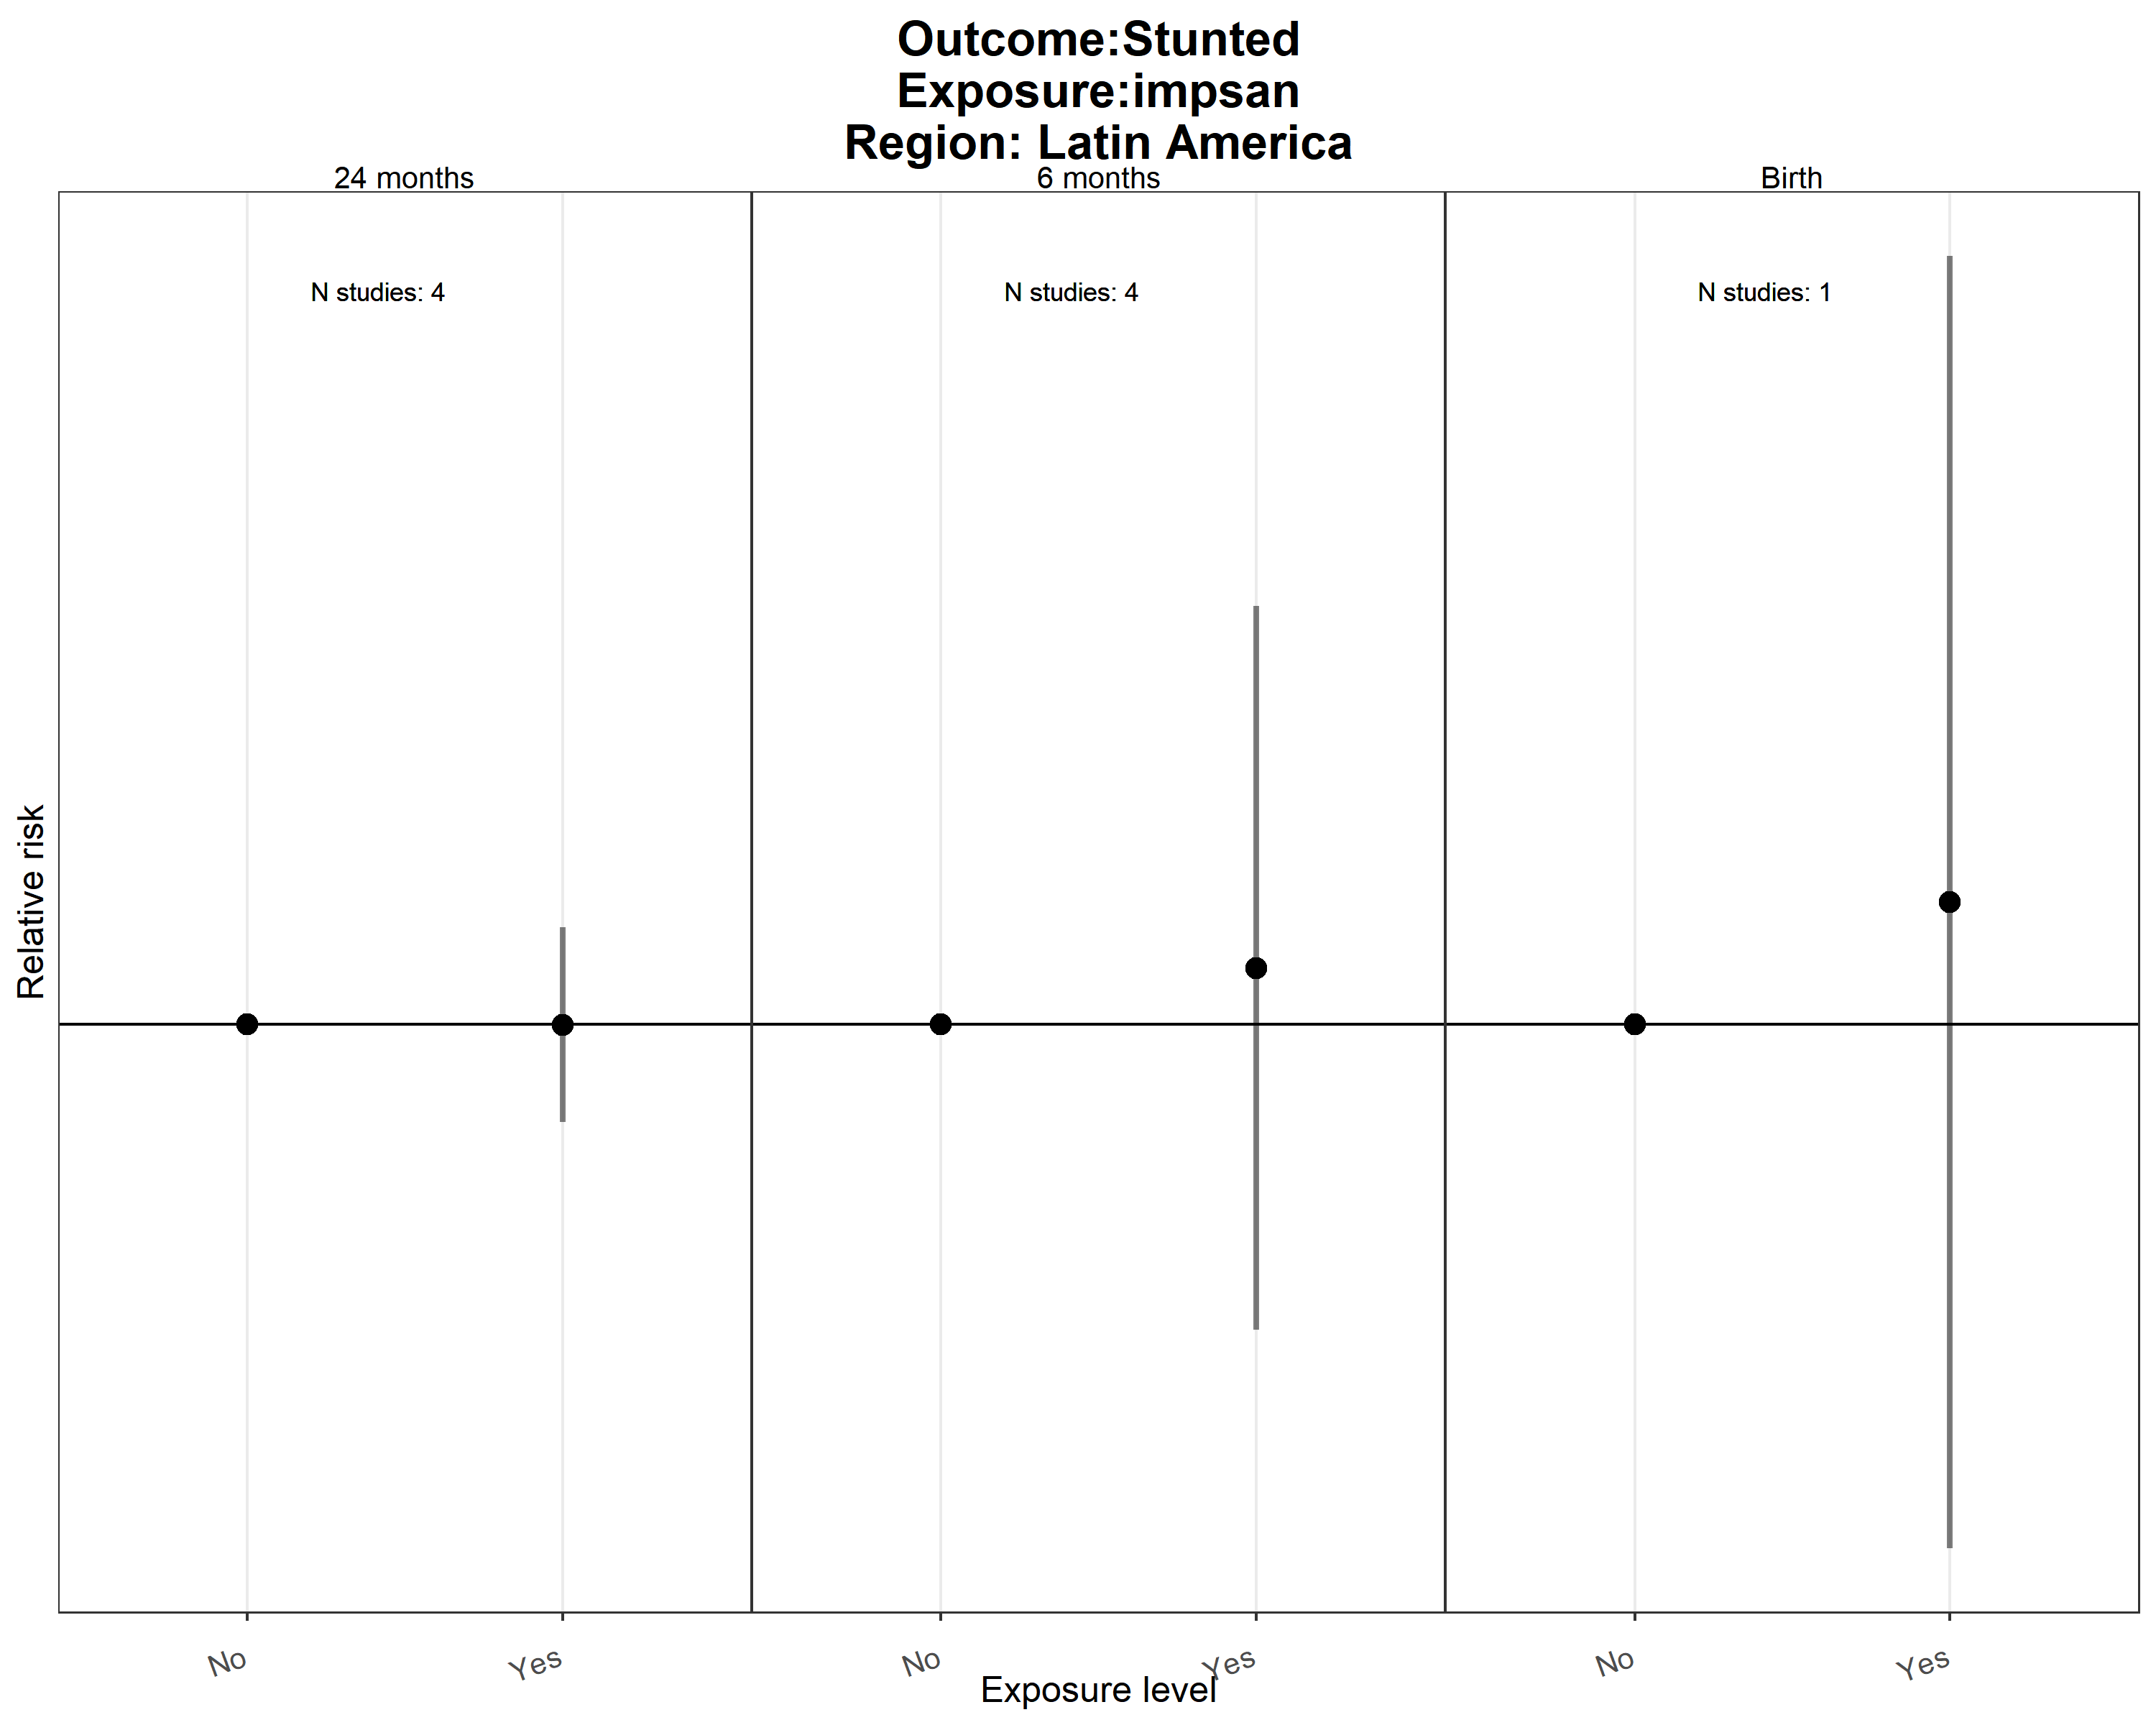 Outcome:Stunted
Exposure:impsan
Region: Latin America
24 months
6 months
Birth
N studies: 4
N studies: 4
N studies: 1
Relative risk
No
Yes
No
Yes
No
Yes
Exposure level